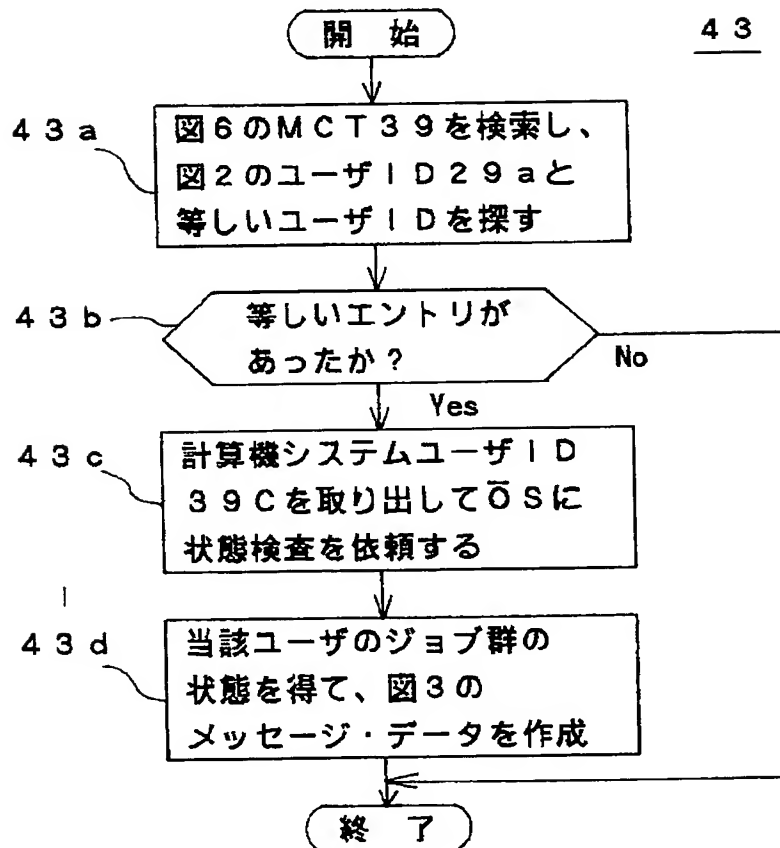 開 始
43
43a
図6のMCT39を検索し、
図2のユーザID29aと
等しいユーザIDを探す
43b
等しいエントリが
あったか?
No
Yes
43c
計算機システムユーザID
39Cを取り出してOSに
状態検査を依頼する
43d
当該ユーザのジョブ群の
状態を得て、図3の
メッセージ・データを作成
終 了